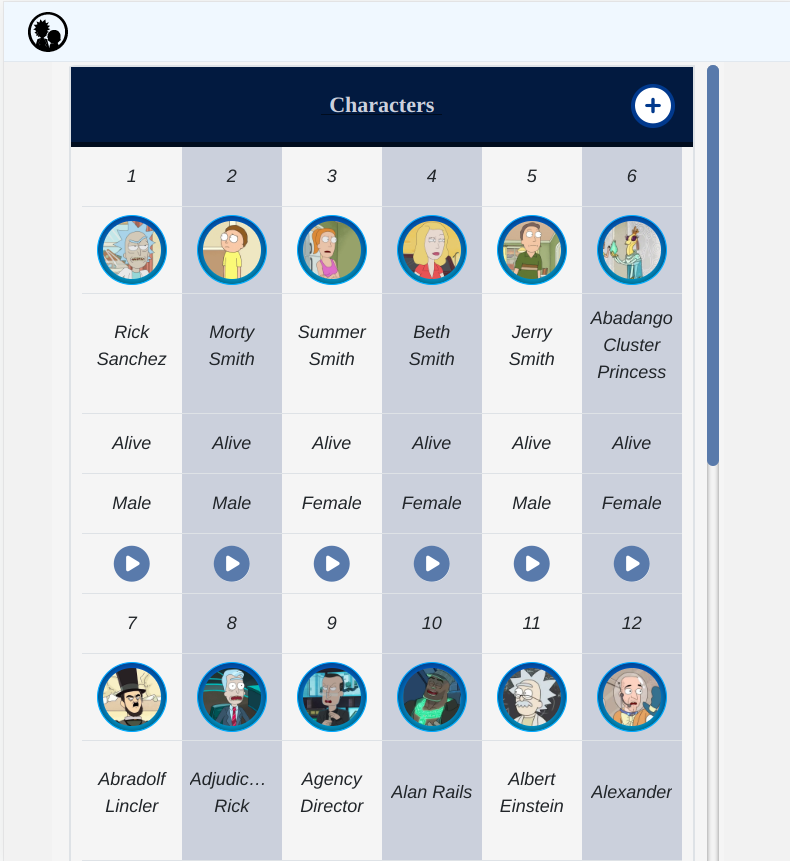 Characters
1 2 3 4 5 6
Rick Sanchez
Morty Smith
Summer Smith
Beth Smith
Jerry Smith
Abadango Cluster Princess
Alive Alive Alive Alive Alive Alive
Male Male Female Female Male Female
7 8 9 10 11 12
Abradolf Lincler
Adjudic… Rick
Agency Director
Alan Rails
Albert Einstein
Alexander